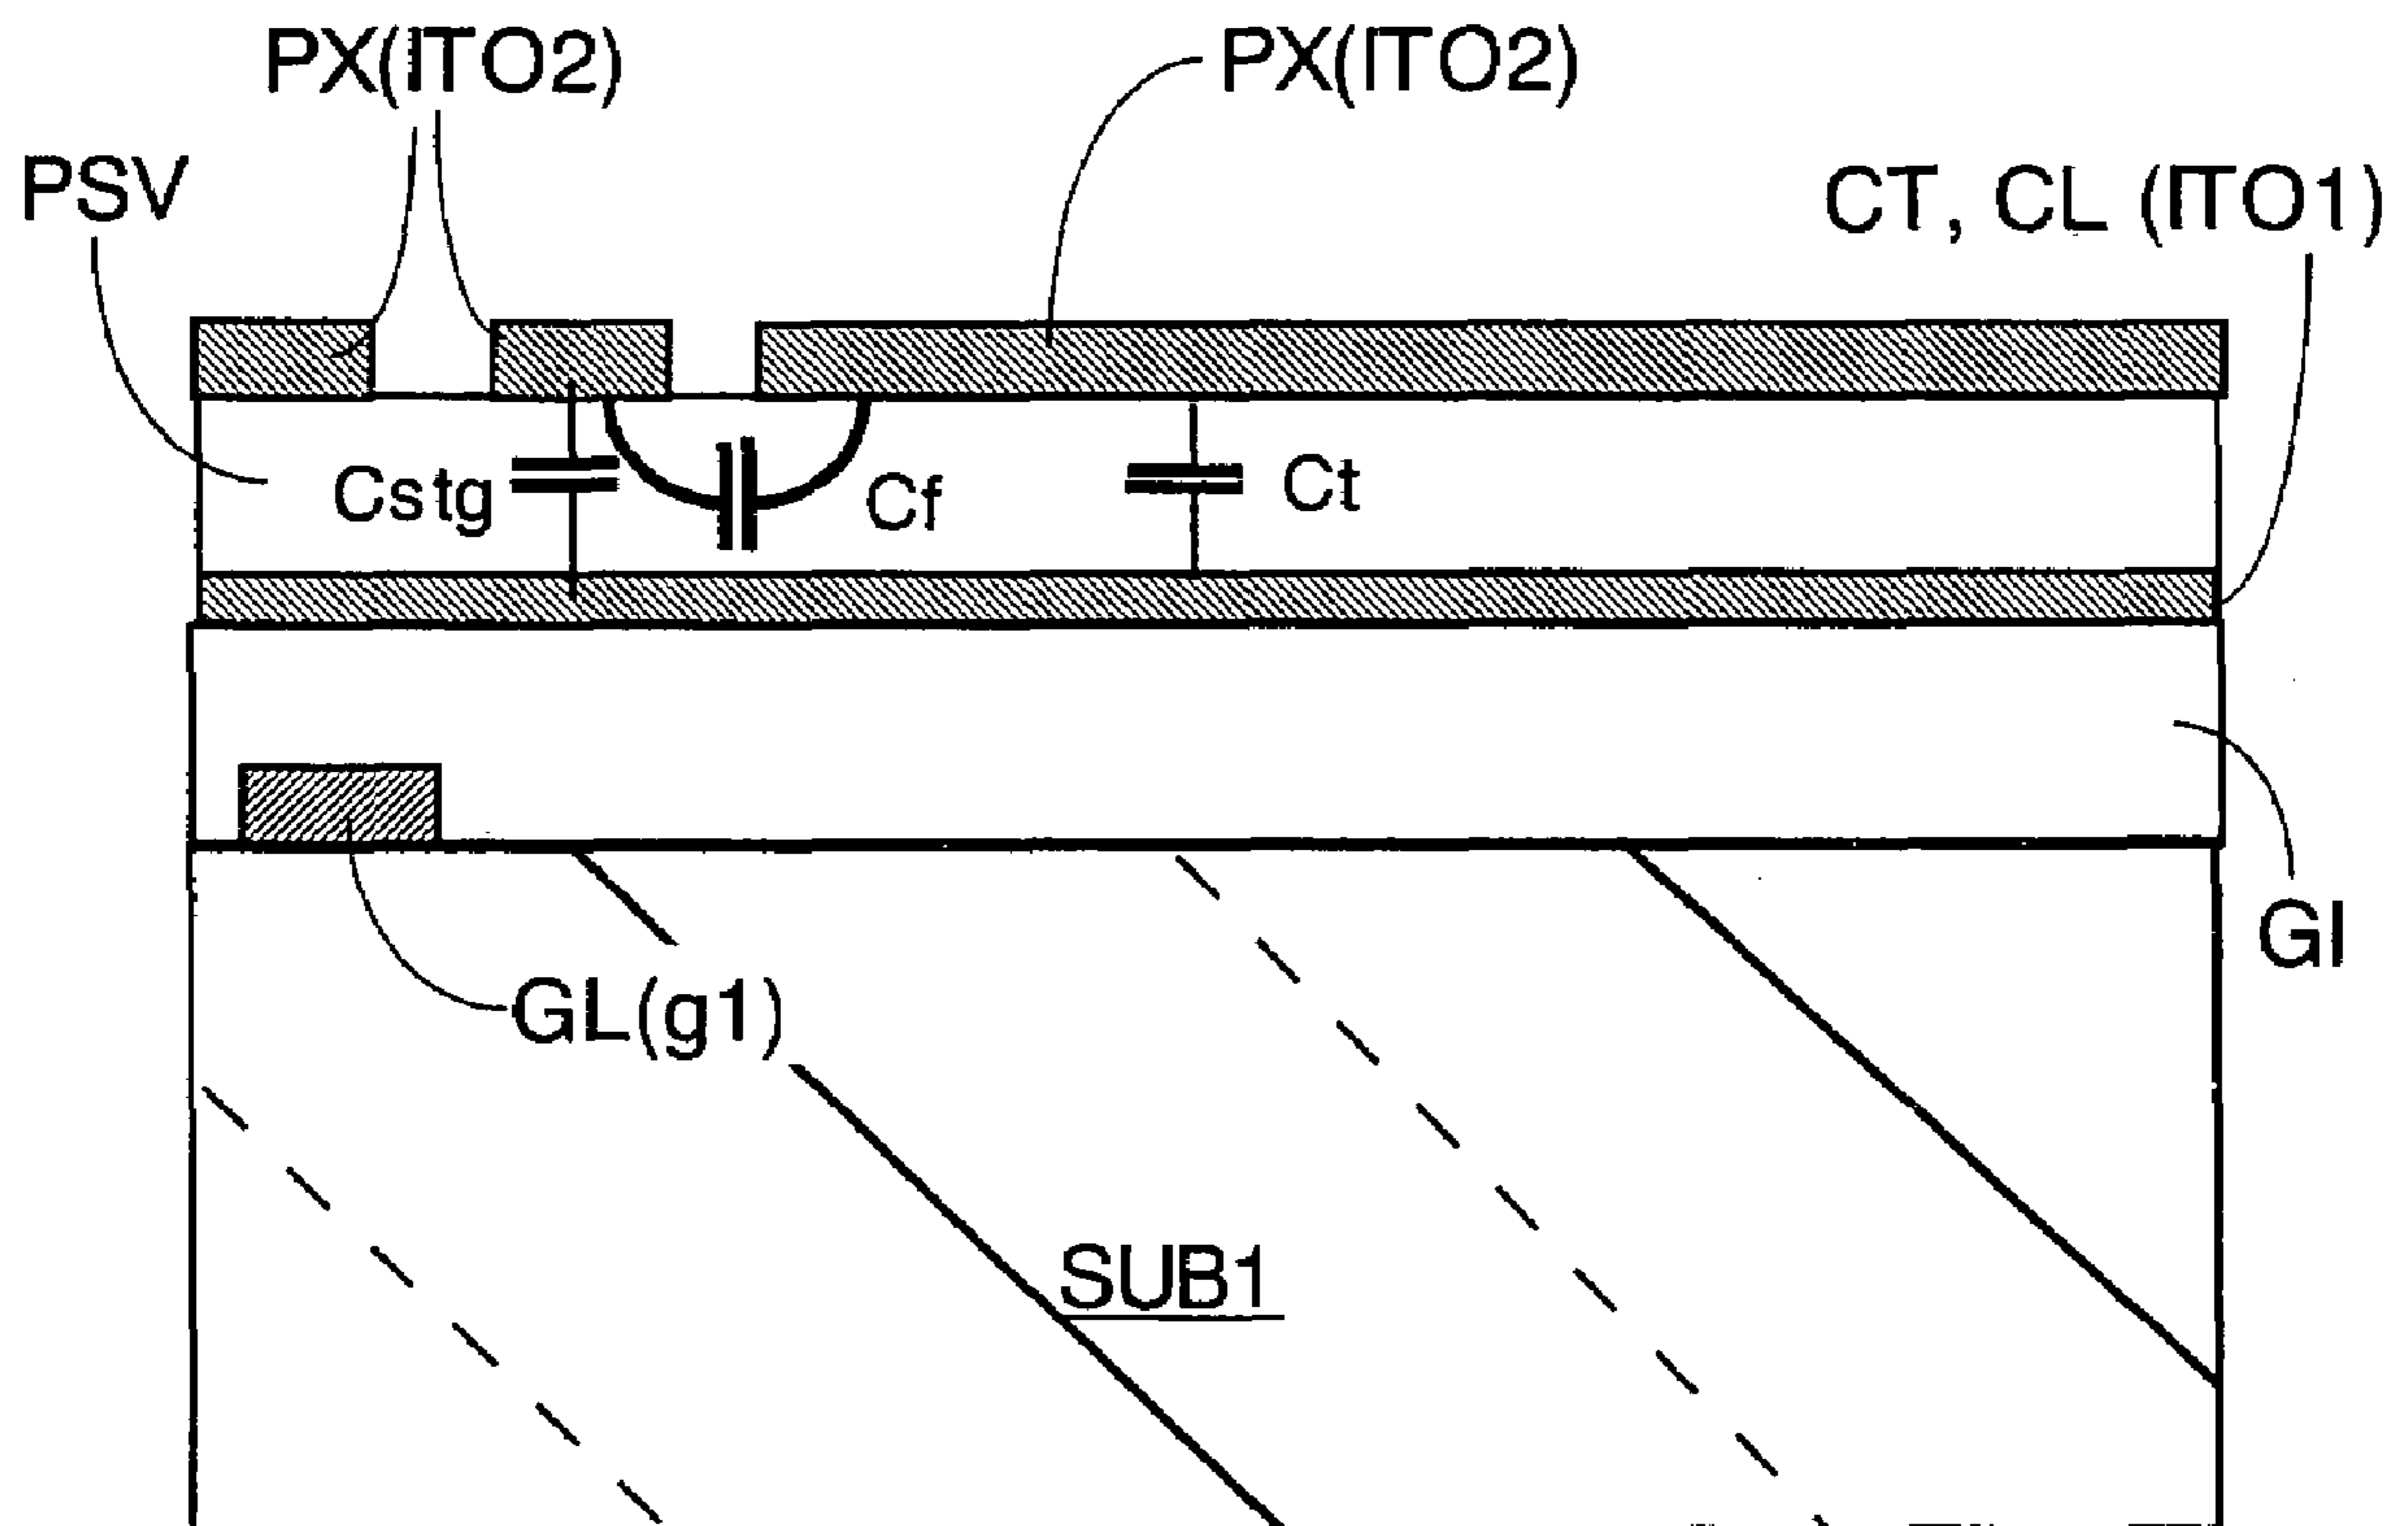 PX(ITO2)
PX(ITO2)
PSV
CT, CL (ITO1)
Cstg
Cf
Ct
GI
GL(g1)
SUB1